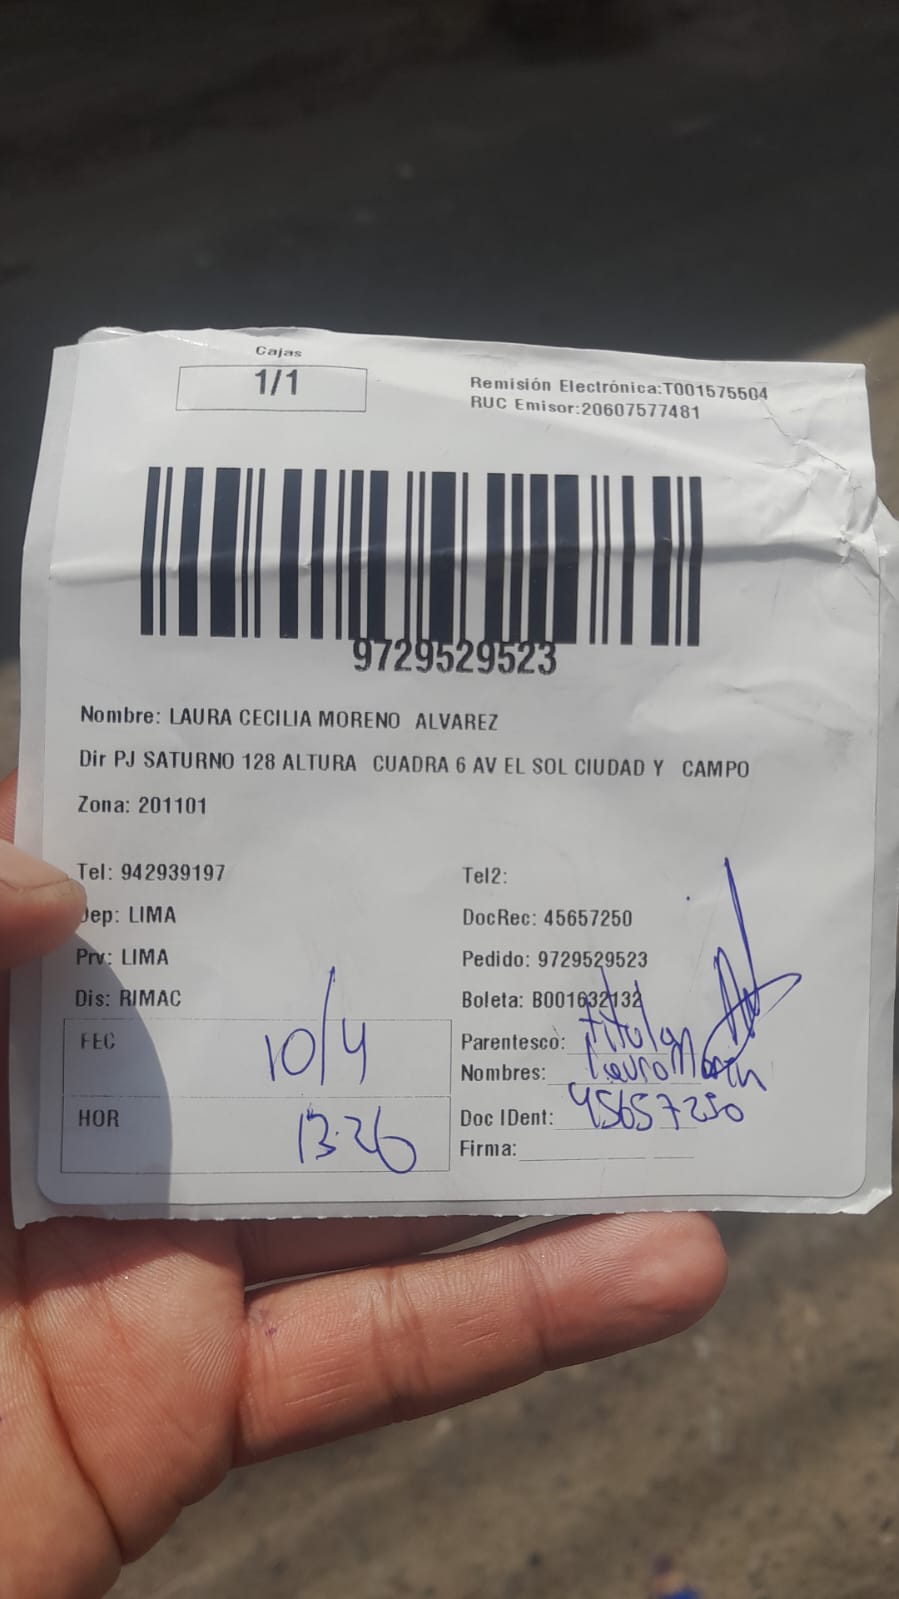 Cajas
1/1
Remisión Electrónica:T001575504
RUC Emisor:20607577481
9729529523
Nombre: LAURA CECILIA MORENO ALVAREZ
Dir PJ SATURNO 128 ALTURA CUADRA 6 AV EL SOL CIUDAD Y CAMPO
Zona: 201101
Tel: 942939197
Tel2:
Dep: LIMA
DocRec: 45657250
Prv: LIMA
Pedido: 9729529523
Dis: RIMAC
Boleta: B001632132
FEC 10/4
Parentesco: titular
Nombres: Laura Moren
HOR 13:26
Doc IDent: 45657250
Firma: